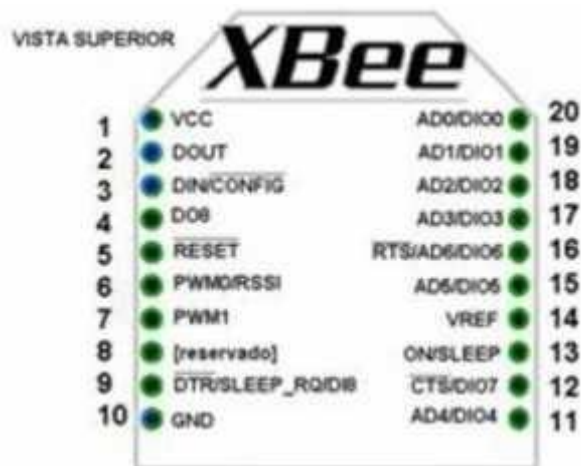 VISTA SUPERIOR
XBee
1 VCC AD0/DIO0 20
2 DOUT AD1/DIO1 19
3 DIN/CONFIG AD2/DIO2 18
4 DO8 AD3/DIO3 17
5 RESET RTS/AD6/DIO6 16
6 PWM0/RSSI AD5/DIO5 15
7 PWM1 VREF 14
8 [reservado] ON/SLEEP 13
9 DTR/SLEEP_RQ/DI8 CTS/DIO7 12
10 GND AD4/DIO4 11